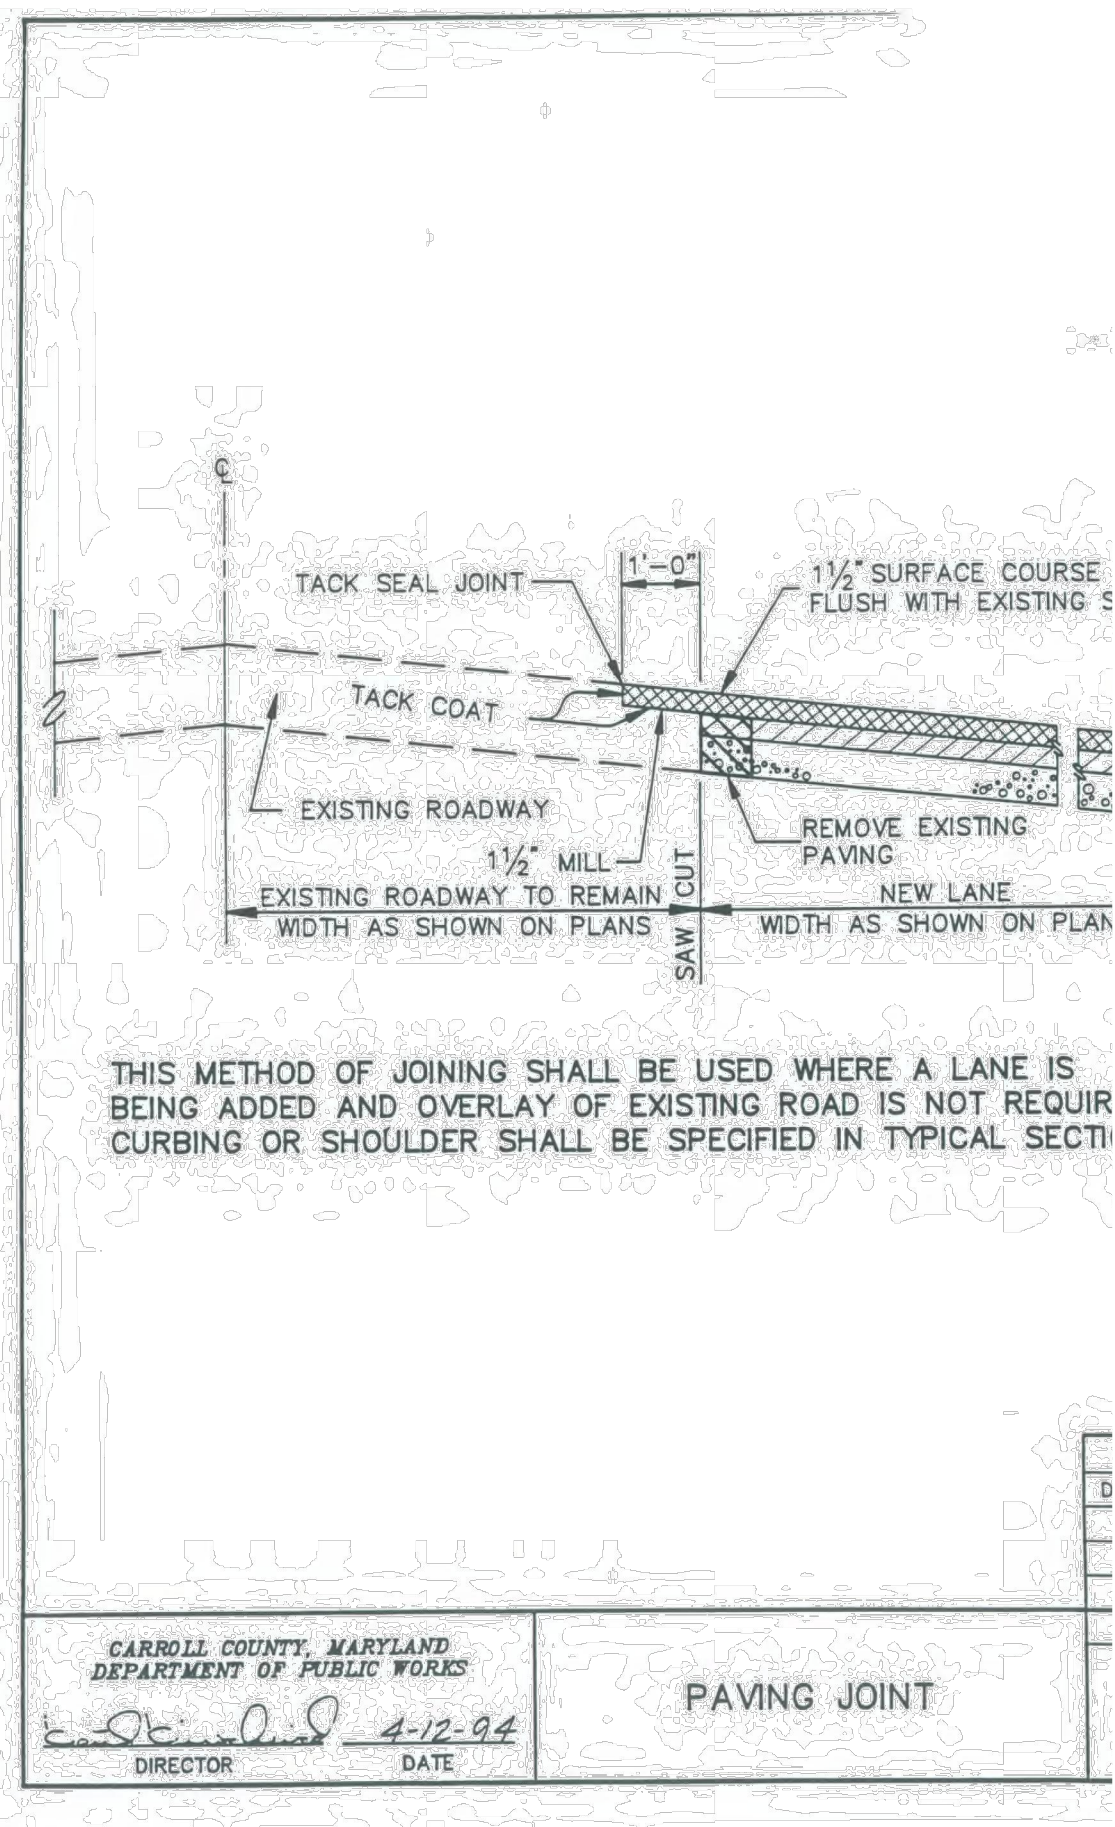 ℄
1'-0"
TACK SEAL JOINT
1½" SURFACE COURSE
FLUSH WITH EXISTING S
TACK COAT
EXISTING ROADWAY
REMOVE EXISTING
PAVING
1½" MILL
EXISTING ROADWAY TO REMAIN
WIDTH AS SHOWN ON PLANS
SAW CUT
NEW LANE
WIDTH AS SHOWN ON PLAN
THIS METHOD OF JOINING SHALL BE USED WHERE A LANE IS
BEING ADDED AND OVERLAY OF EXISTING ROAD IS NOT REQUIR
CURBING OR SHOULDER SHALL BE SPECIFIED IN TYPICAL SECTI
D
CARROLL COUNTY, MARYLAND
DEPARTMENT OF PUBLIC WORKS
4-12-94
DIRECTOR
DATE
PAVING JOINT